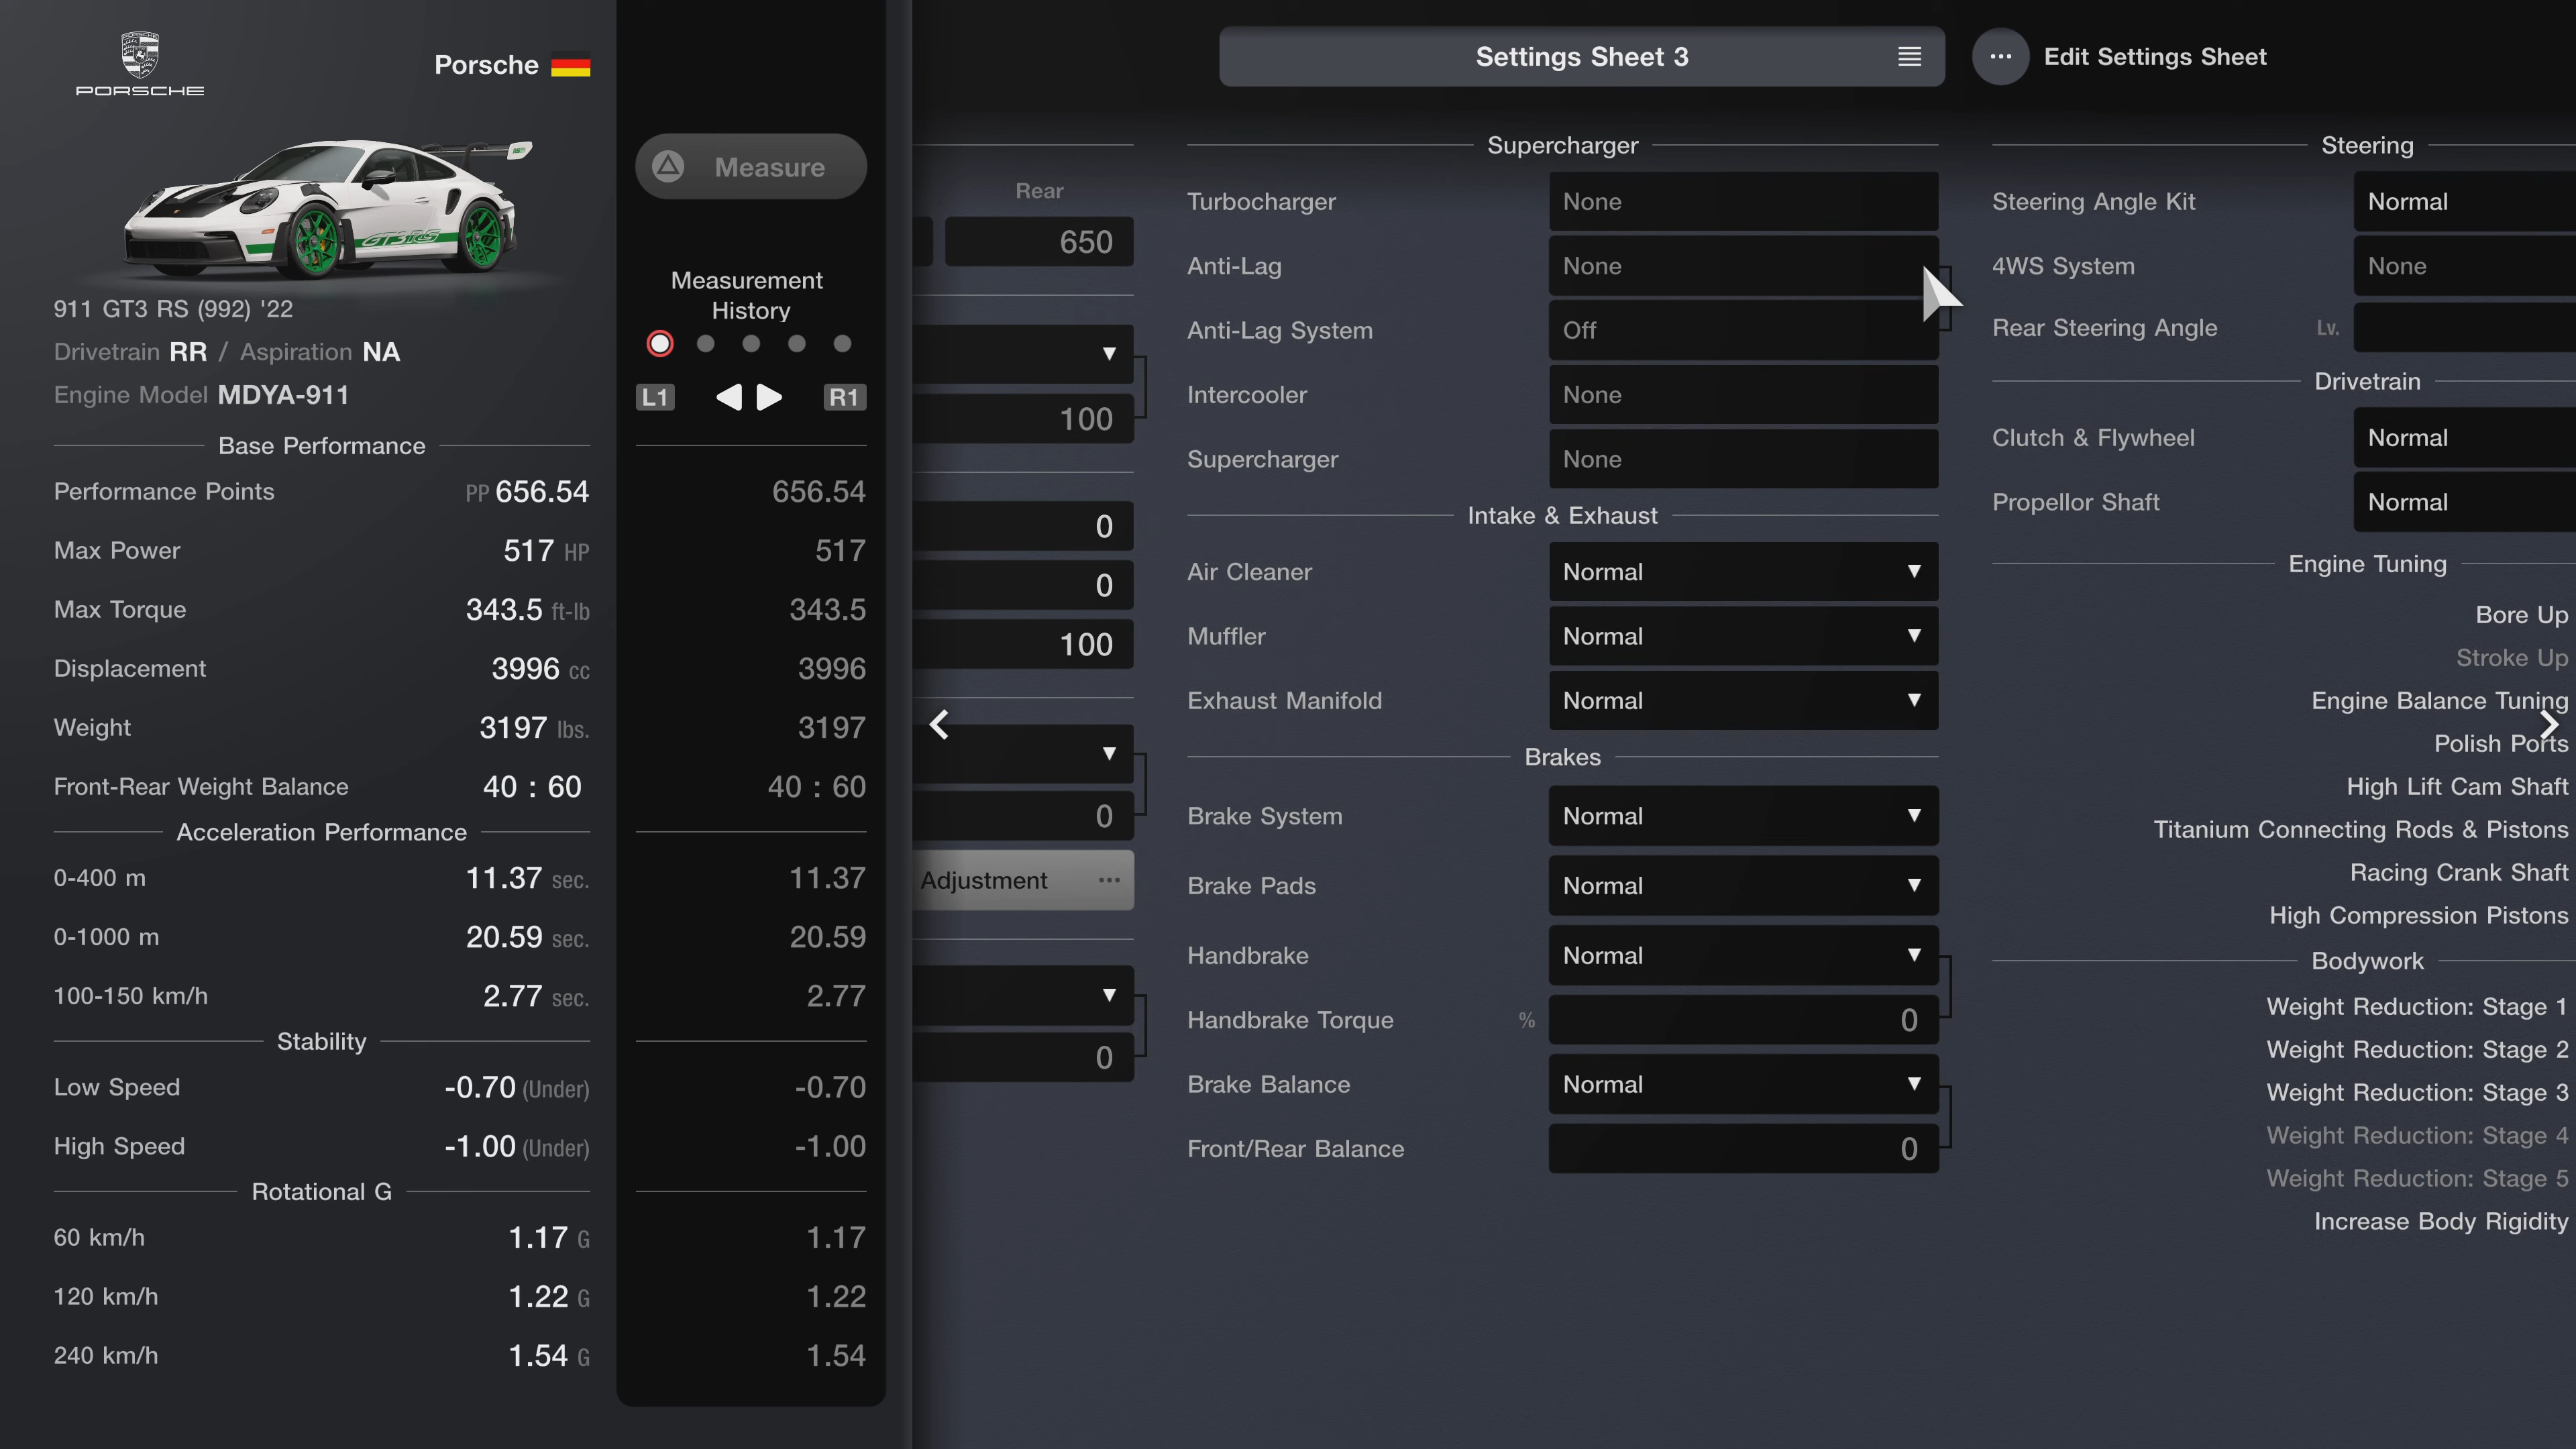 PORSCHE
Porsche
911 GT3 RS (992) '22
Drivetrain RR / Aspiration NA
Engine Model MDYA-911
Base Performance
Performance Points PP 656.54
Max Power 517 HP
Max Torque 343.5 ft-lb
Displacement 3996 cc
Weight 3197 lbs.
Front-Rear Weight Balance 40 : 60
Acceleration Performance
0-400 m 11.37 sec.
0-1000 m 20.59 sec.
100-150 km/h 2.77 sec.
Stability
Low Speed -0.70 (Under)
High Speed -1.00 (Under)
Rotational G
60 km/h 1.17 G
120 km/h 1.22 G
240 km/h 1.54 G
Measure
Measurement
History
L1 R1
656.54
517
343.5
3996
3197
40 : 60
11.37
20.59
2.77
-0.70
-1.00
1.17
1.22
1.54
Rear
650
100
0
0
100
0
Adjustment ...
0
Settings Sheet 3
... Edit Settings Sheet
Supercharger
Turbocharger None
Anti-Lag None
Anti-Lag System Off
Intercooler None
Supercharger None
Intake & Exhaust
Air Cleaner Normal
Muffler Normal
Exhaust Manifold Normal
Brakes
Brake System Normal
Brake Pads Normal
Handbrake Normal
Handbrake Torque % 0
Brake Balance Normal
Front/Rear Balance 0
Steering
Steering Angle Kit Normal
4WS System None
Rear Steering Angle Lv.
Drivetrain
Clutch & Flywheel Normal
Propellor Shaft Normal
Engine Tuning
Bore Up
Stroke Up
Engine Balance Tuning
Polish Ports
High Lift Cam Shaft
Titanium Connecting Rods & Pistons
Racing Crank Shaft
High Compression Pistons
Bodywork
Weight Reduction: Stage 1
Weight Reduction: Stage 2
Weight Reduction: Stage 3
Weight Reduction: Stage 4
Weight Reduction: Stage 5
Increase Body Rigidity
GT3 RS